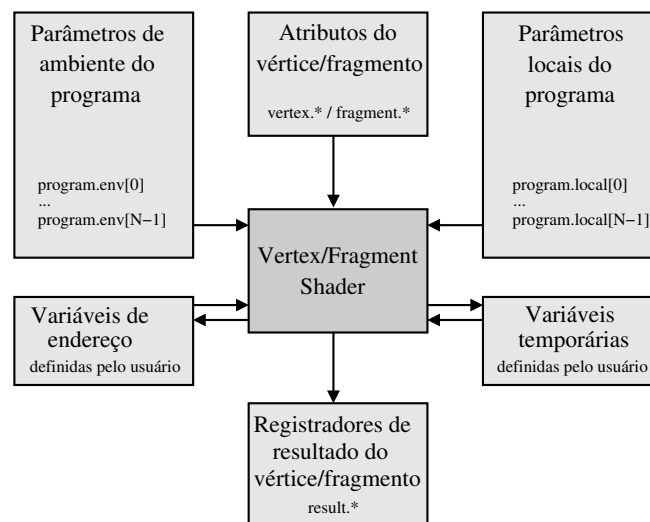 Parâmetros de
ambiente do
programa
program.env[0]
...
program.env[N−1]
Atributos do
vértice/fragmento
vertex.* / fragment.*
Parâmetros
locais do
programa
program.local[0]
...
program.local[N−1]
Vertex/Fragment
Shader
Variáveis de
endereço
definidas pelo usuário
Variáveis
temporárias
definidas pelo usuário
Registradores de
resultado do
vértice/fragmento
result.*